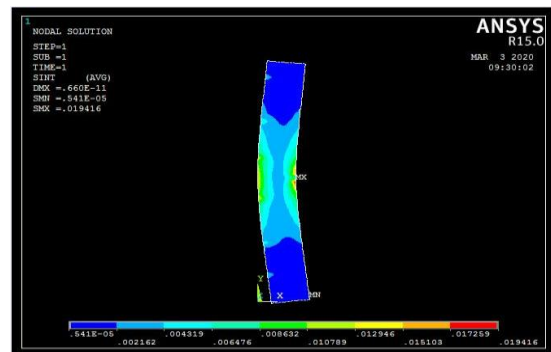 1
NODAL SOLUTION
STEP=1
SUB =1
TIME=1
SINT (AVG)
DMX =.660E-11
SMN =.541E-05
SMX =.019416
ANSYS
R15.0
MAR 3 2020
09:30:02
MX
Y
X
MN
.541E-05 .004319 .008632 .012946 .017259
.002162 .006476 .010789 .015103 .019416